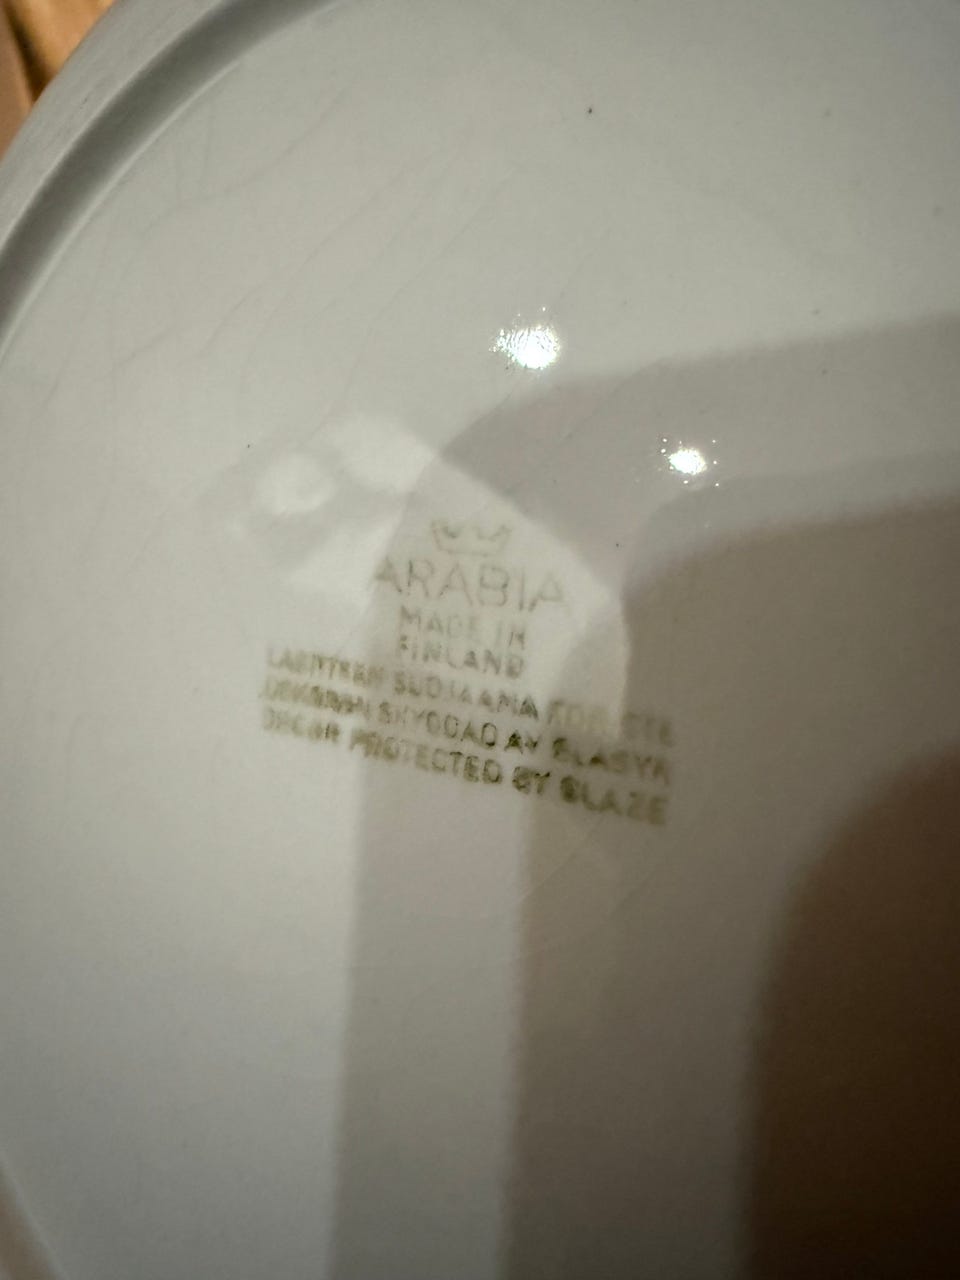 ARABIA
MADE IN
FINLAND
LASITTEEN SUOJAAMA KORISTE
DEKOREN SKYDDAD AV GLASYR
DECOR PROTECTED BY GLAZE